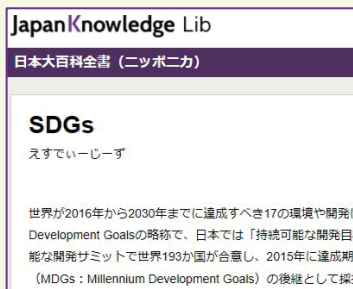 JapanKnowledge Lib
日本大百科全書（ニッポニカ）
SDGs
えすでぃーじーず
世界が2016年から2030年までに達成すべき17の環境や開発
Development Goalsの略称で、日本では「持続可能な開発目
能な開発サミットで世界193か国が合意し、2015年に達成期
（MDGs：Millennium Development Goals）の後継として採